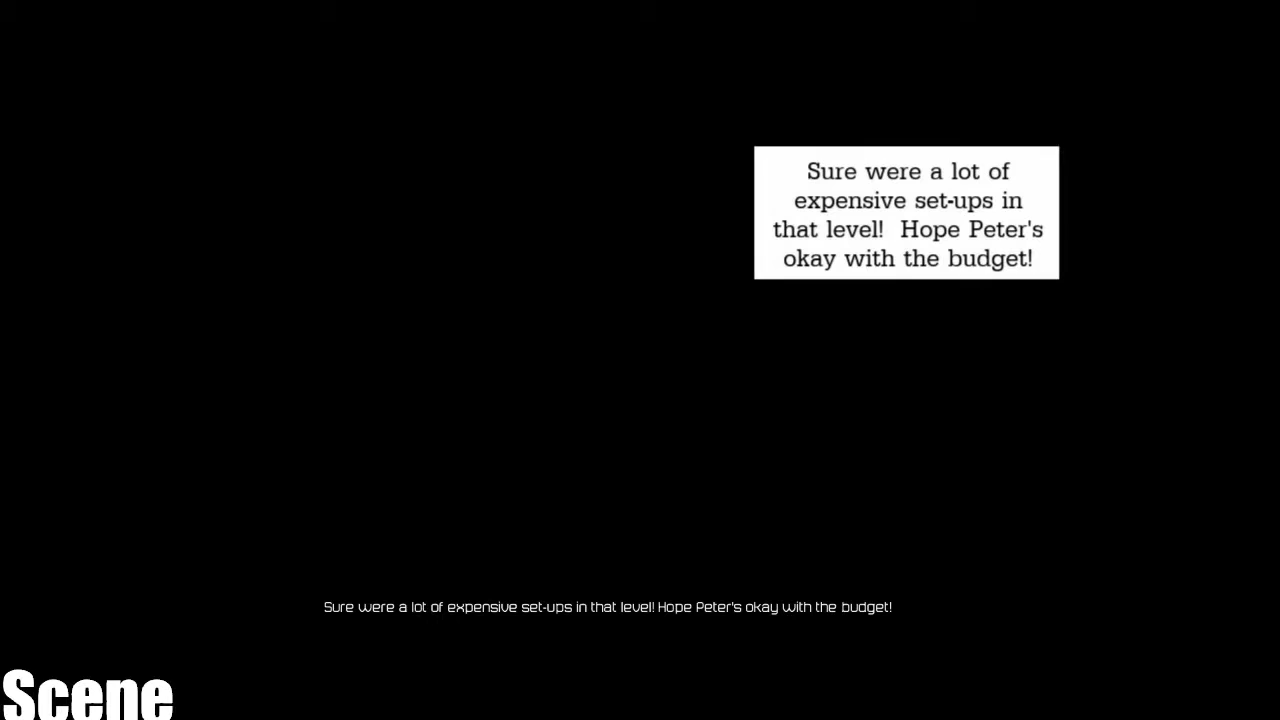 Sure were a lot of
expensive set-ups in
that level!  Hope Peter's
okay with the budget!
Sure were a lot of expensive set-ups in that level! Hope Peter's okay with the budget!
Scene